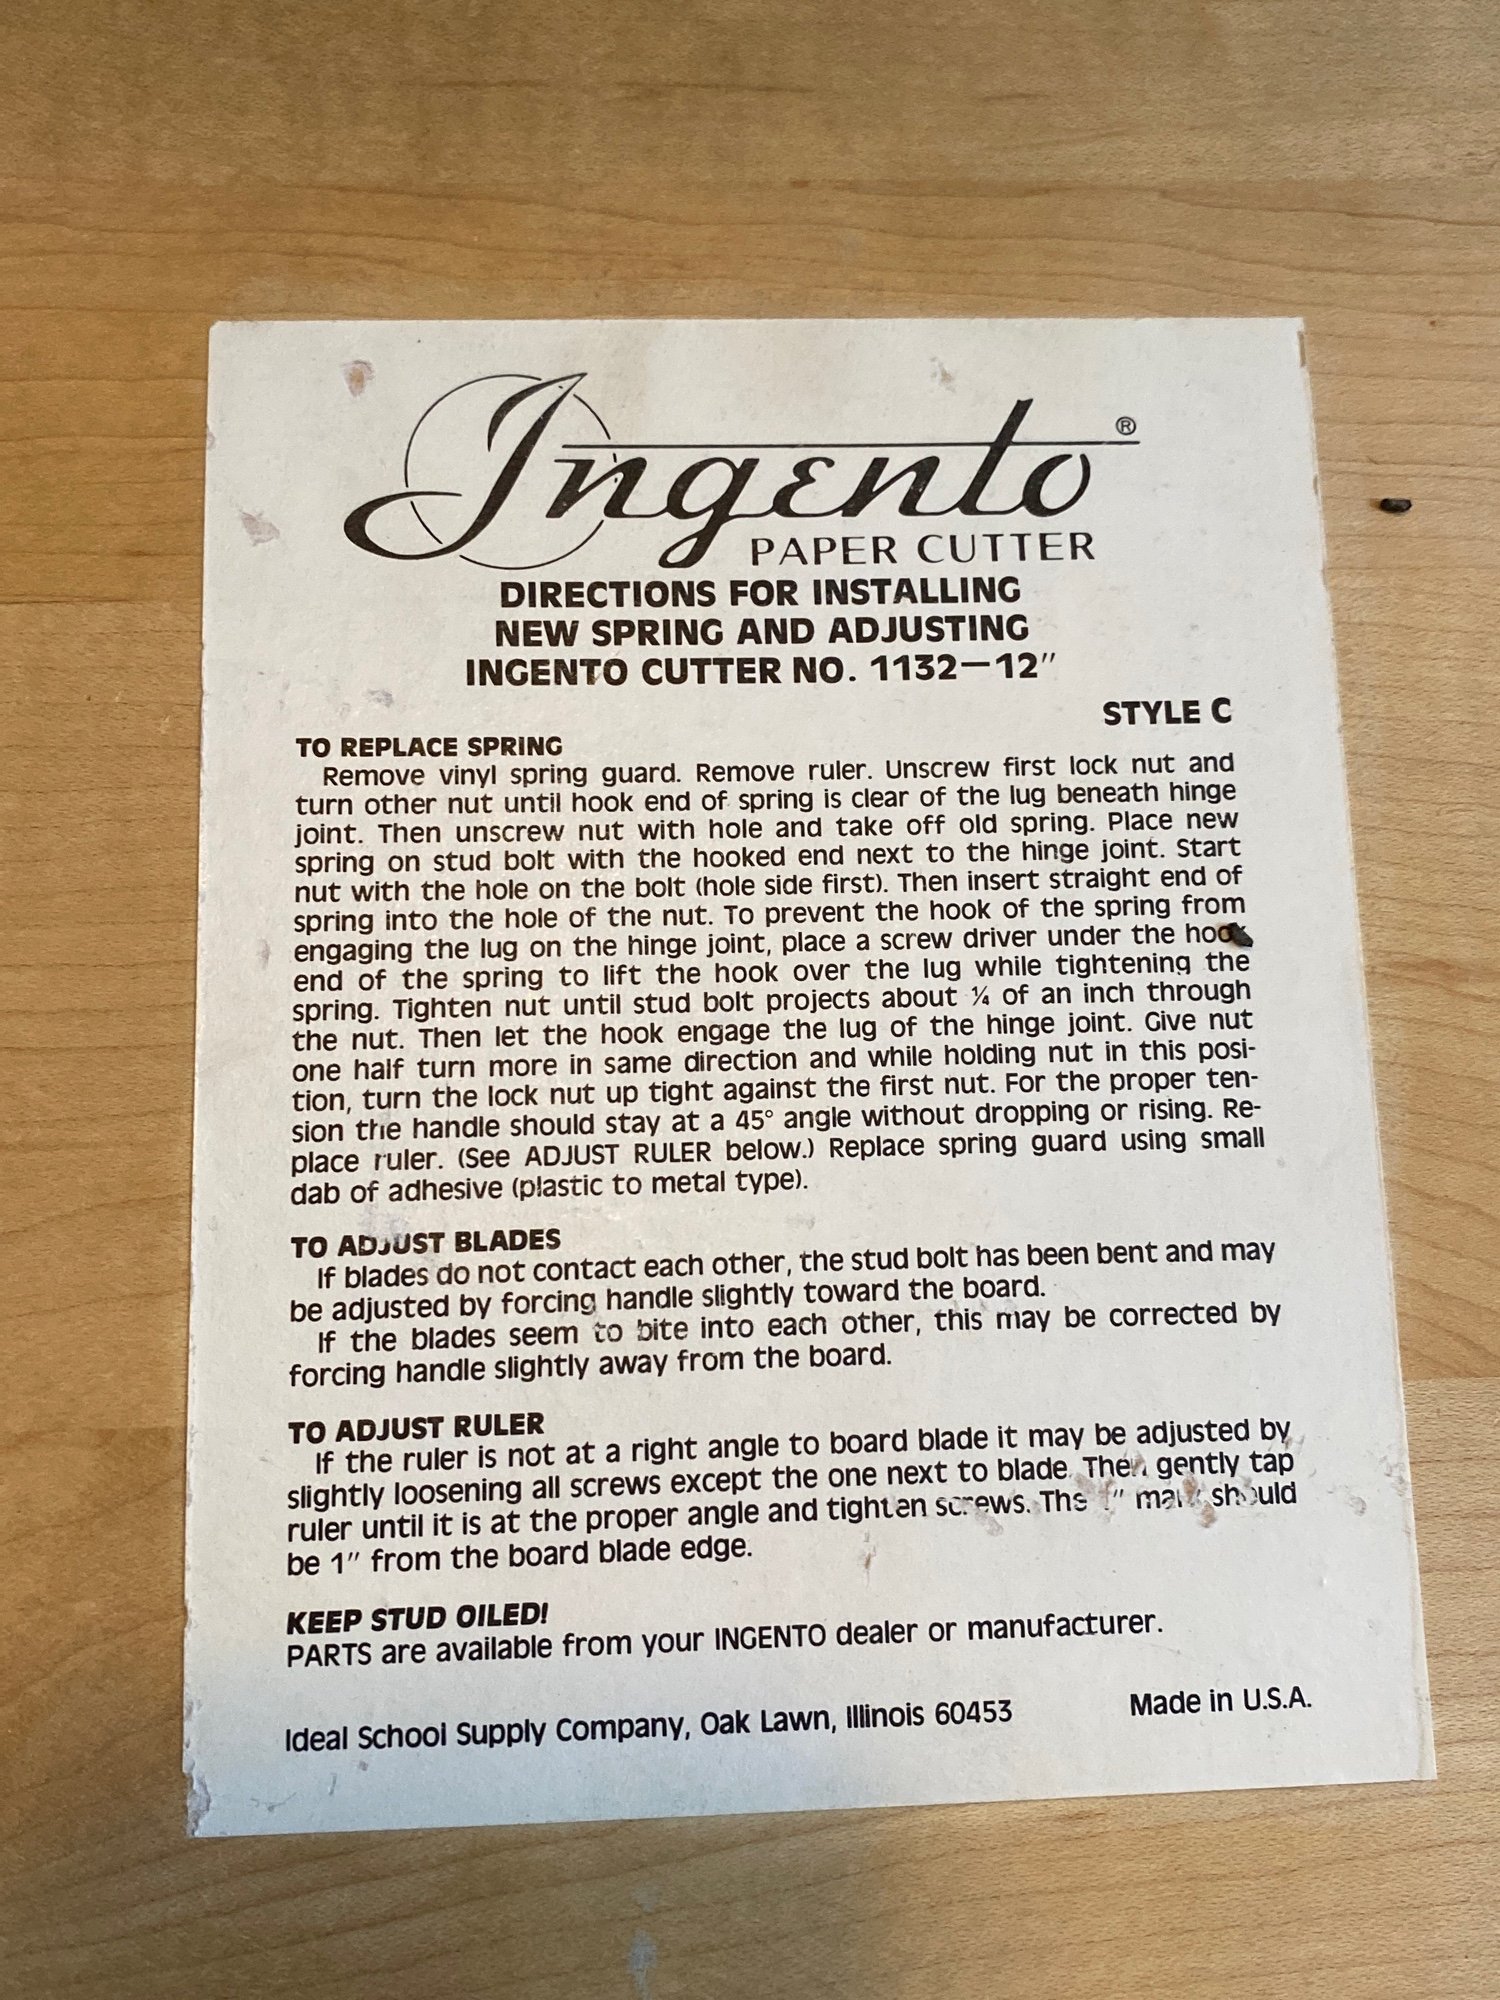 Ingento ®
PAPER CUTTER
DIRECTIONS FOR INSTALLING
NEW SPRING AND ADJUSTING
INGENTO CUTTER NO. 1132—12″
STYLE C
TO REPLACE SPRING
Remove vinyl spring guard. Remove ruler. Unscrew first lock nut and
turn other nut until hook end of spring is clear of the lug beneath hinge
joint. Then unscrew nut with hole and take off old spring. Place new
spring on stud bolt with the hooked end next to the hinge joint. Start
nut with the hole on the bolt (hole side first). Then insert straight end of
spring into the hole of the nut. To prevent the hook of the spring from
engaging the lug on the hinge joint, place a screw driver under the hook
end of the spring to lift the hook over the lug while tightening the
spring. Tighten nut until stud bolt projects about ¼ of an inch through
the nut. Then let the hook engage the lug of the hinge joint. Give nut
one half turn more in same direction and while holding nut in this posi-
tion, turn the lock nut up tight against the first nut. For the proper ten-
sion the handle should stay at a 45° angle without dropping or rising. Re-
place ruler. (See ADJUST RULER below.) Replace spring guard using small
dab of adhesive (plastic to metal type).
TO ADJUST BLADES
If blades do not contact each other, the stud bolt has been bent and may
be adjusted by forcing handle slightly toward the board.
If the blades seem to bite into each other, this may be corrected by
forcing handle slightly away from the board.
TO ADJUST RULER
If the ruler is not at a right angle to board blade it may be adjusted by
slightly loosening all screws except the one next to blade. Then gently tap
ruler until it is at the proper angle and tighten screws. The 1″ mark should
be 1″ from the board blade edge.
KEEP STUD OILED!
PARTS are available from your INGENTO dealer or manufacturer.
Ideal School Supply Company, Oak Lawn, Illinois 60453 Made in U.S.A.